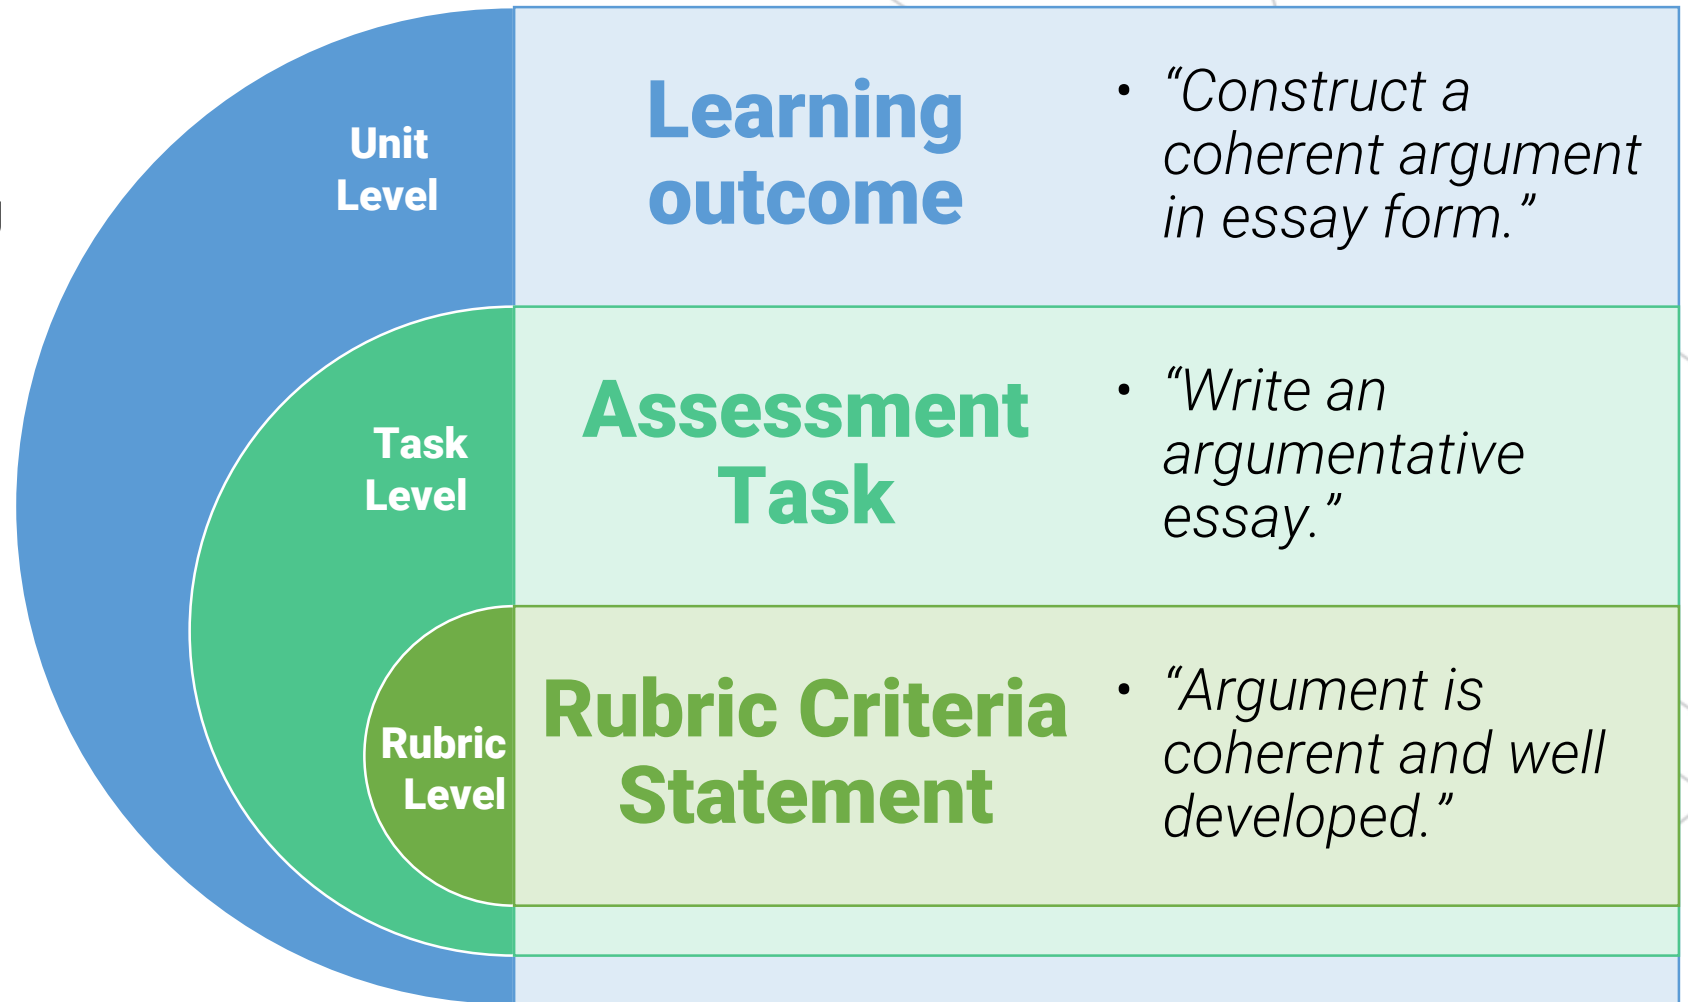 Unit
Level
Learning
outcome
• “Construct a
coherent argument
in essay form.”
Task
Level
Assessment
Task
• “Write an
argumentative
essay.”
Rubric
Level
Rubric Criteria
Statement
• “Argument is
coherent and well
developed.”